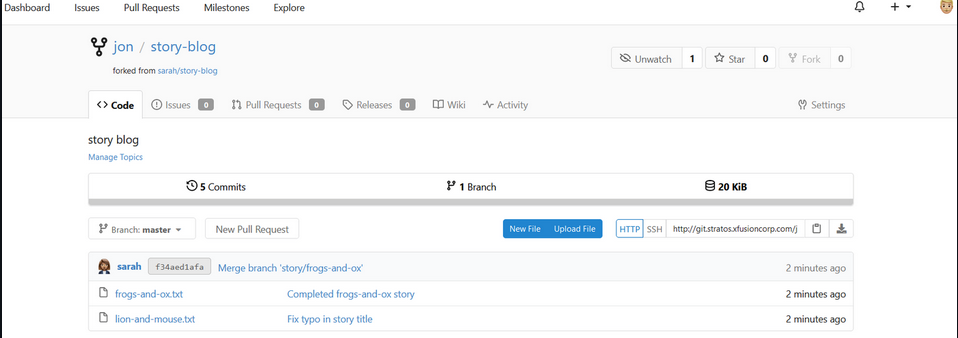 Dashboard Issues Pull Requests Milestones Explore
jon / story-blog
Unwatch 1 Star 0 Fork 0
forked from sarah/story-blog
Code Issues 0 Pull Requests 0 Releases 0 Wiki Activity Settings
story blog
Manage Topics
5 Commits 1 Branch 20 KiB
Branch: master New Pull Request New File Upload File HTTP SSH http://git.stratos.xfusioncorp.com/j
sarah f34aed1afa Merge branch 'story/frogs-and-ox' 2 minutes ago
frogs-and-ox.txt Completed frogs-and-ox story 2 minutes ago
lion-and-mouse.txt Fix typo in story title 2 minutes ago